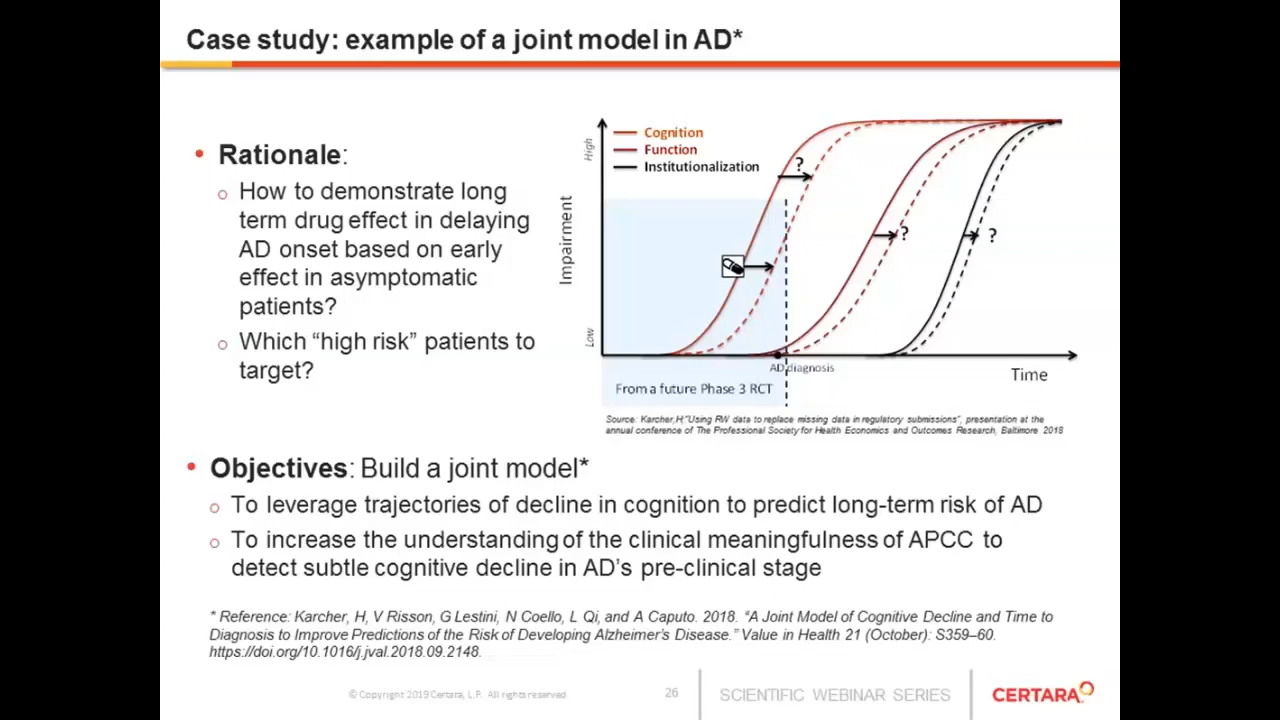 Case study: example of a joint model in AD*
• Rationale:
o How to demonstrate long
term drug effect in delaying
AD onset based on early
effect in asymptomatic
patients?
o Which “high risk” patients to
target?
High
Low
Impairment
Cognition
Function
Institutionalization
?
?
?
AD diagnosis
Time
From a future Phase 3 RCT
Source: Karcher,H,"Using RW data to replace missing data in regulatory submissions", presentation at the
annual conference of The Professional Society for Health Economics and Outcomes Research, Baltimore 2018
• Objectives: Build a joint model*
o To leverage trajectories of decline in cognition to predict long-term risk of AD
o To increase the understanding of the clinical meaningfulness of APCC to
detect subtle cognitive decline in AD’s pre-clinical stage
* Reference: Karcher, H, V Risson, G Lestini, N Coello, L Qi, and A Caputo. 2018. “A Joint Model of Cognitive Decline and Time to
Diagnosis to Improve Predictions of the Risk of Developing Alzheimer’s Disease.” Value in Health 21 (October): S359–60.
https://doi.org/10.1016/j.jval.2018.09.2148.
© Copyright 2019 Certara, L.P. All rights reserved
26
SCIENTIFIC WEBINAR SERIES
CERTARA